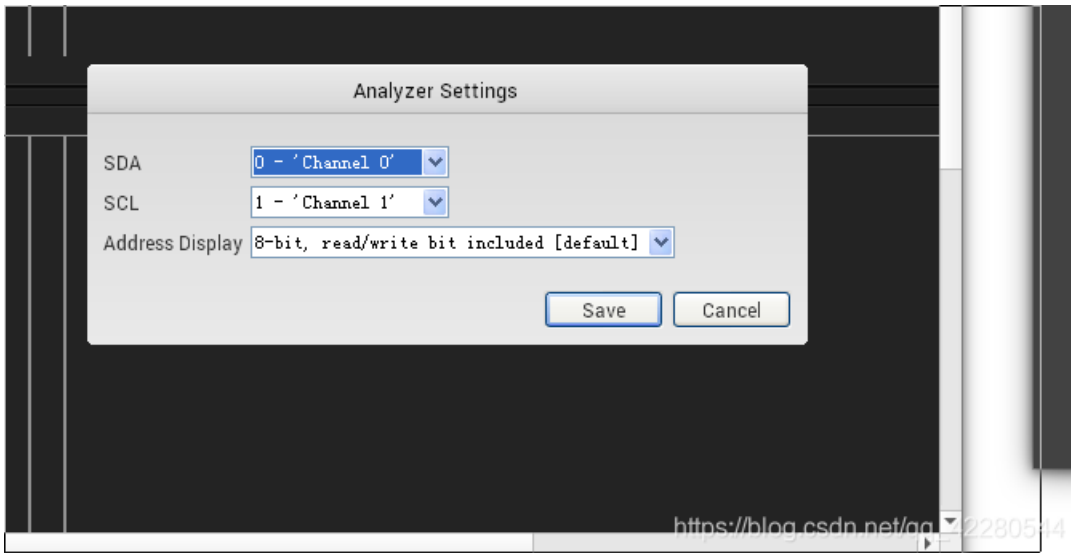 Analyzer Settings
SDA 0 - 'Channel 0'
SCL 1 - 'Channel 1'
Address Display 8-bit, read/write bit included [default]
Save Cancel
https://blog.csdn.net/qq_42280544